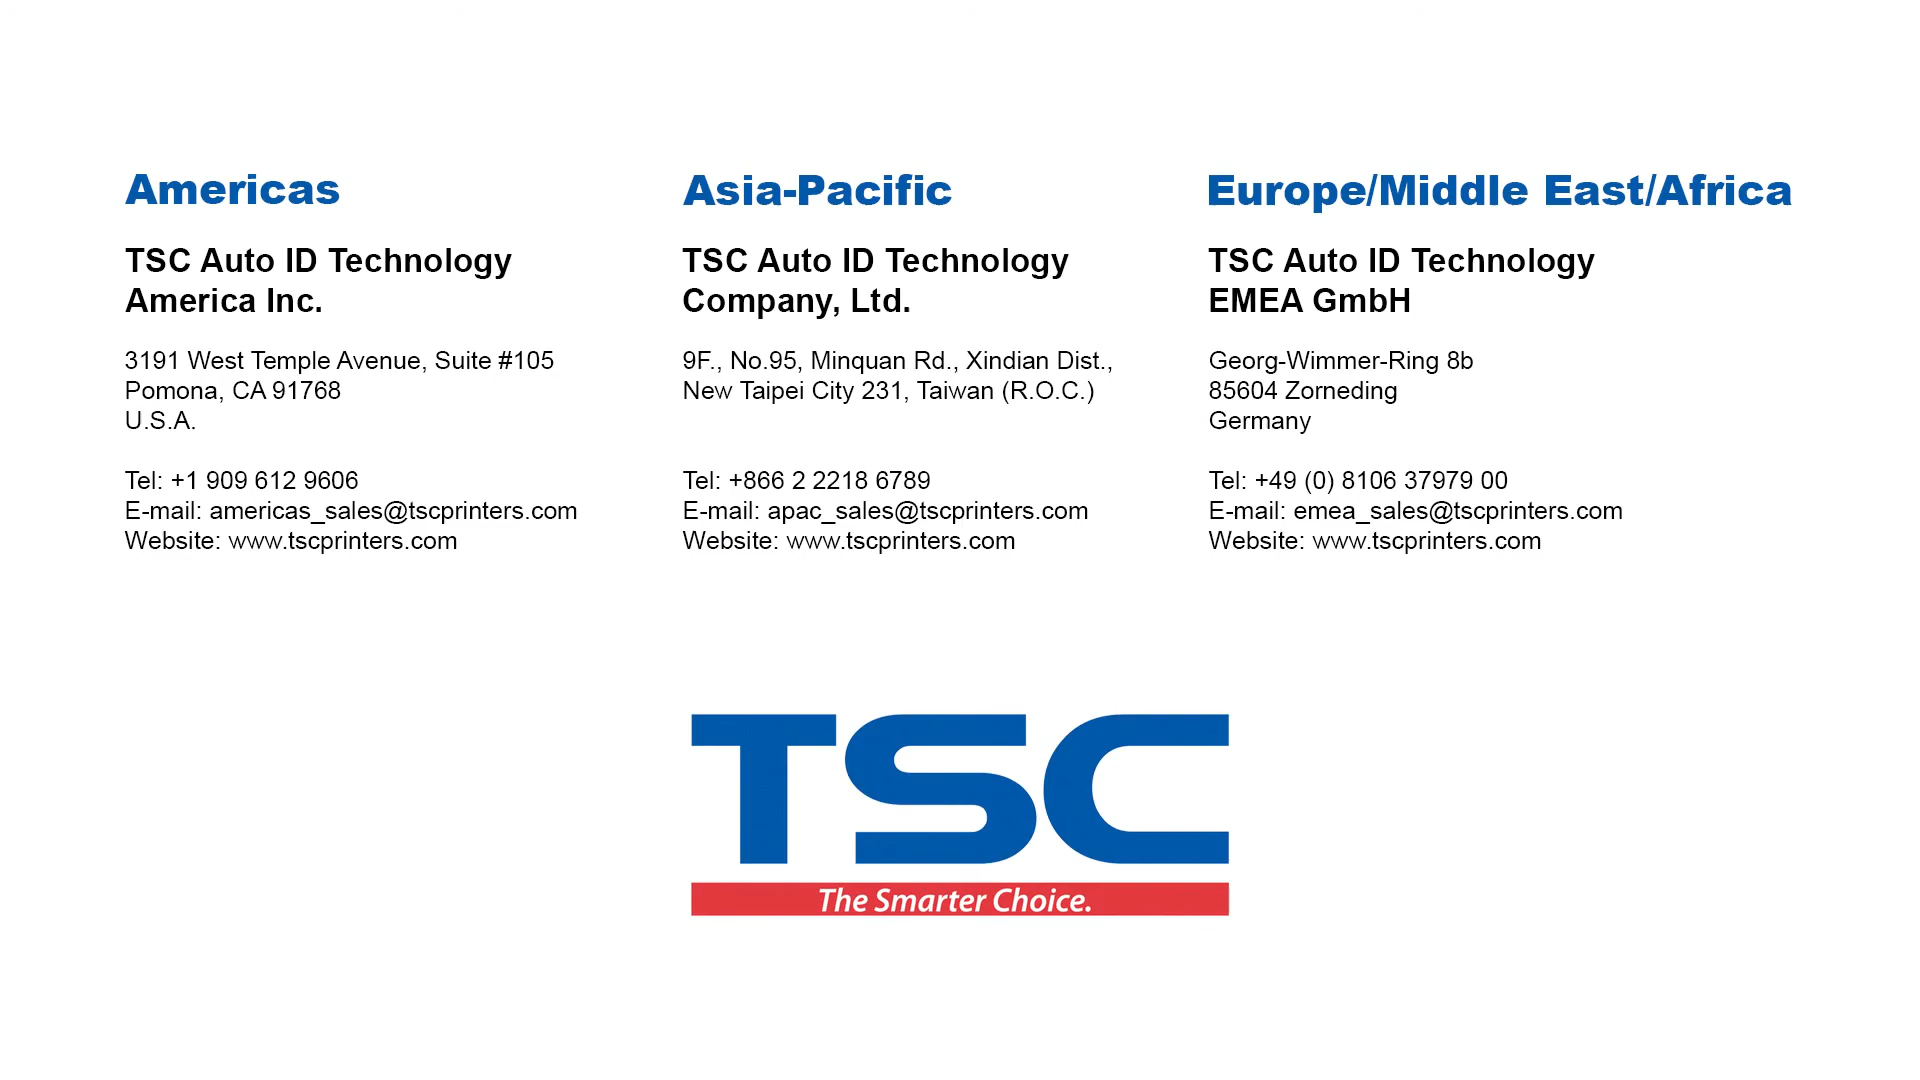 Americas
TSC Auto ID Technology
America Inc.
3191 West Temple Avenue, Suite #105
Pomona, CA 91768
U.S.A.
Tel: +1 909 612 9606
E-mail: americas_sales@tscprinters.com
Website: www.tscprinters.com
Asia-Pacific
TSC Auto ID Technology
Company, Ltd.
9F., No.95, Minquan Rd., Xindian Dist.,
New Taipei City 231, Taiwan (R.O.C.)
Tel: +866 2 2218 6789
E-mail: apac_sales@tscprinters.com
Website: www.tscprinters.com
Europe/Middle East/Africa
TSC Auto ID Technology
EMEA GmbH
Georg-Wimmer-Ring 8b
85604 Zorneding
Germany
Tel: +49 (0) 8106 37979 00
E-mail: emea_sales@tscprinters.com
Website: www.tscprinters.com
TSC
The Smarter Choice.